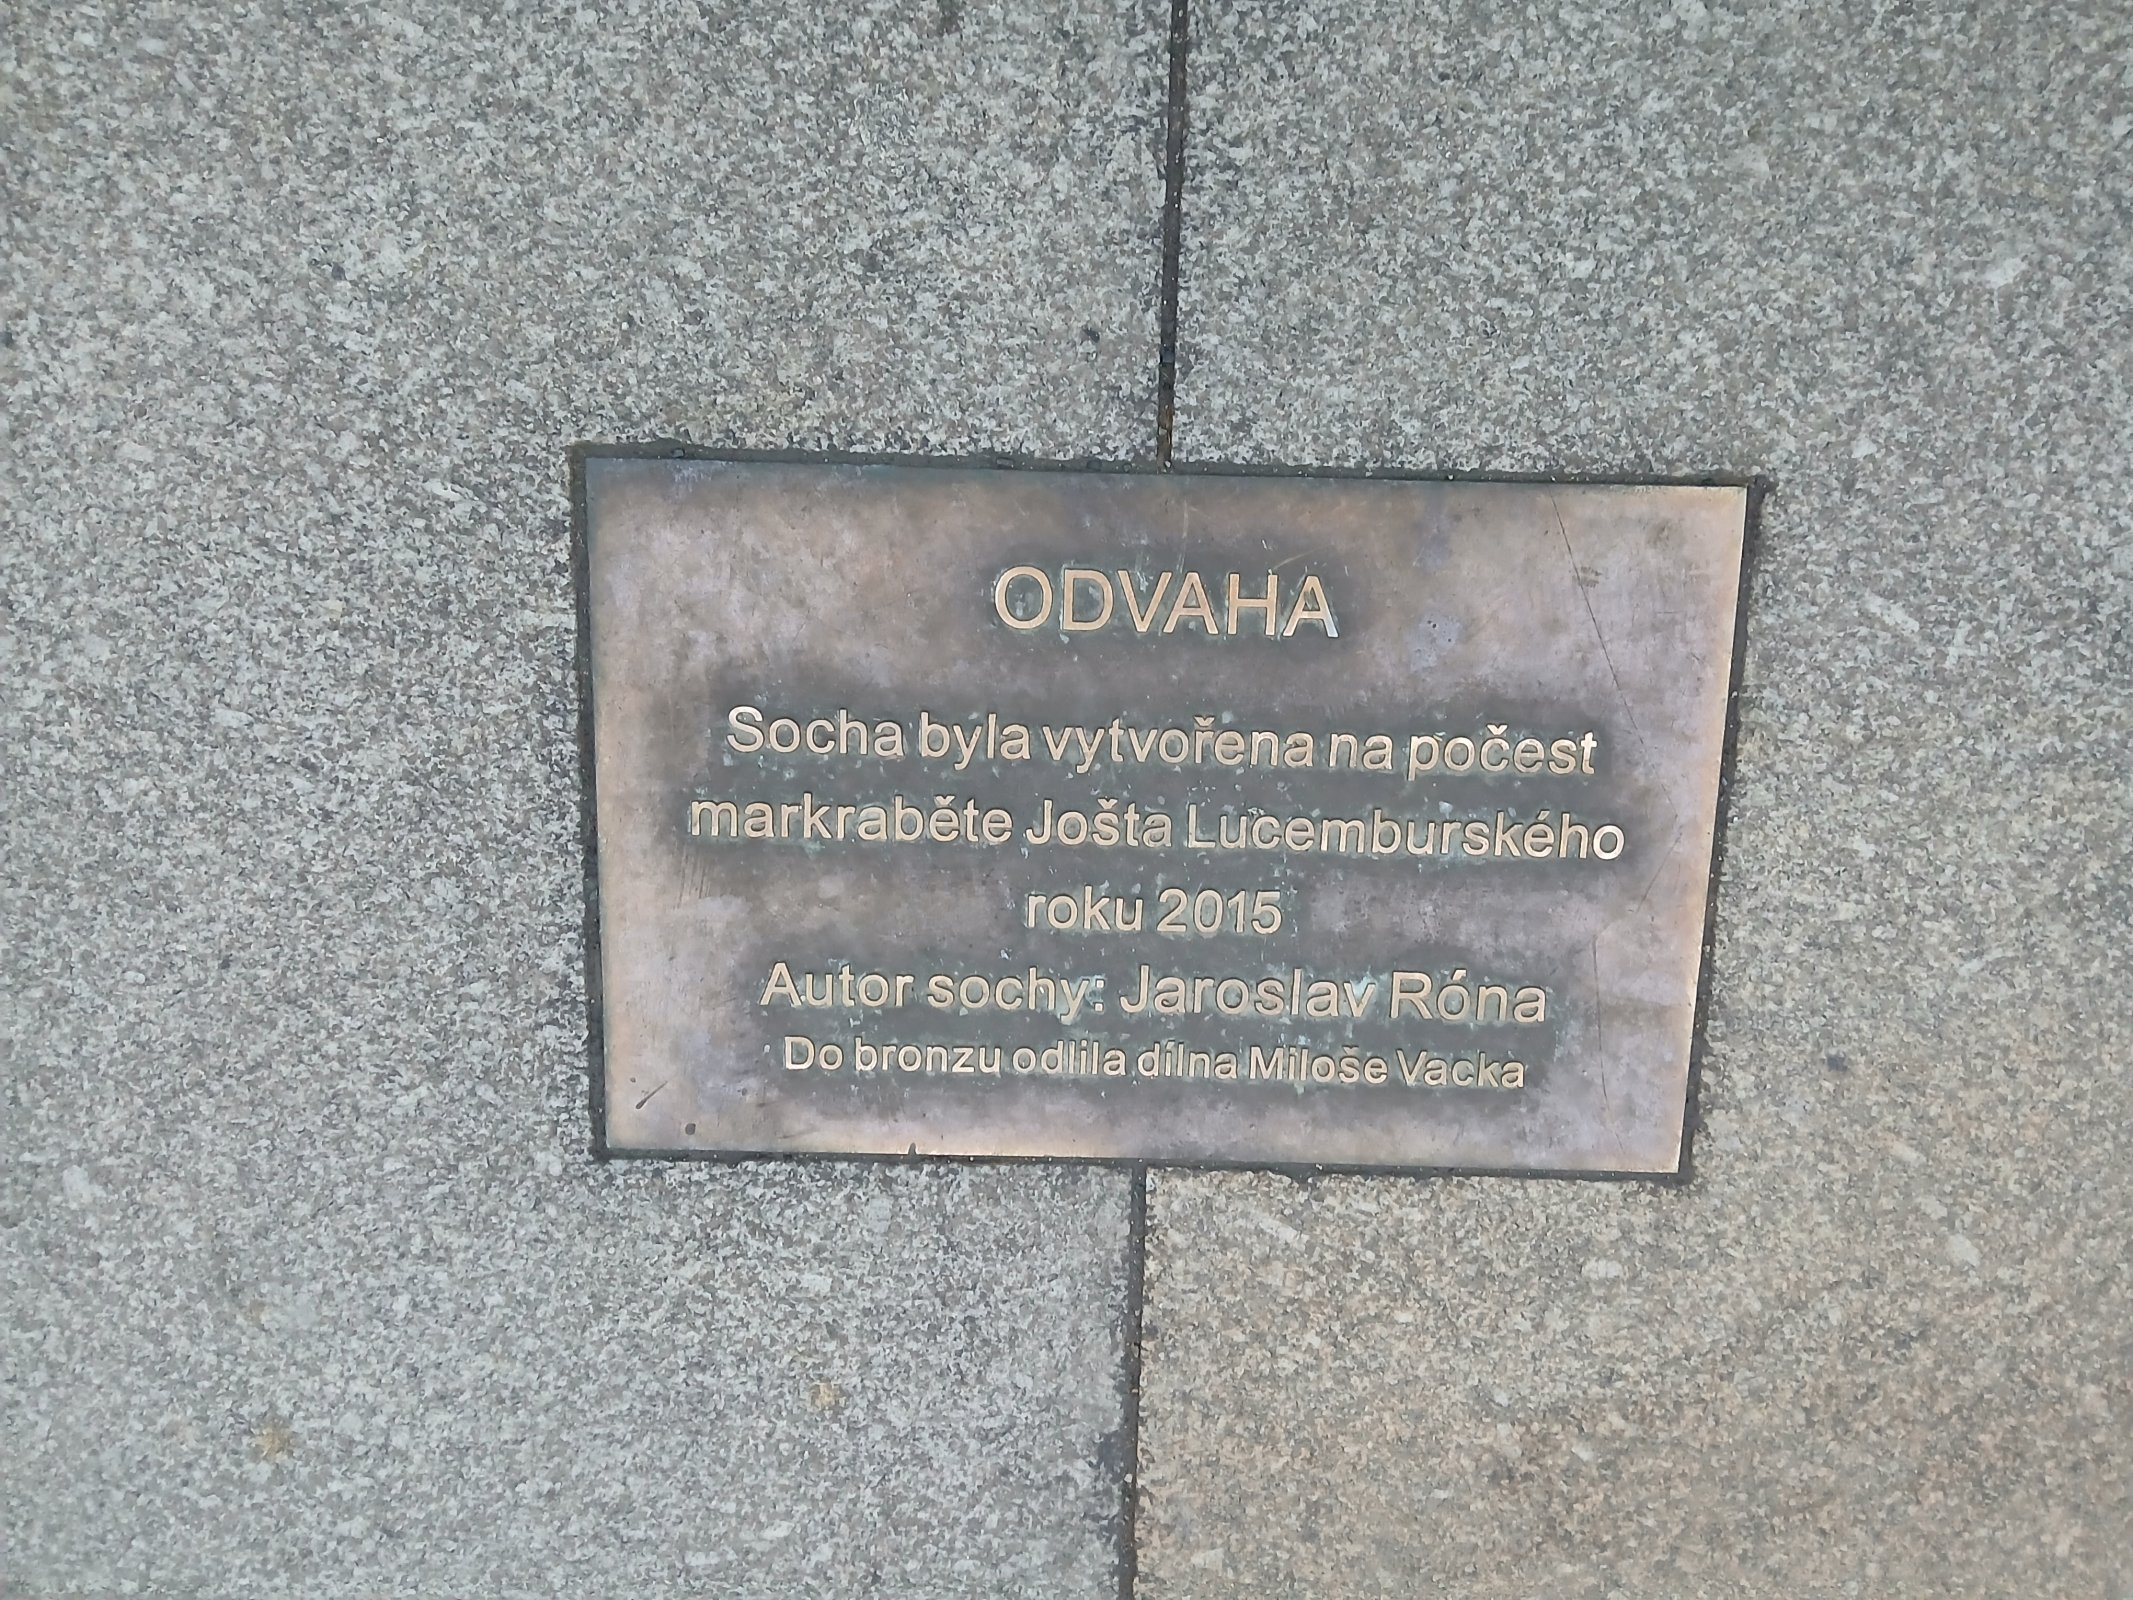 ODVAHA
Socha byla vytvořena na počest
markraběte Jošta Lucemburského
roku 2015
Autor sochy: Jaroslav Róna
Do bronzu odlila dílna Miloše Vacka